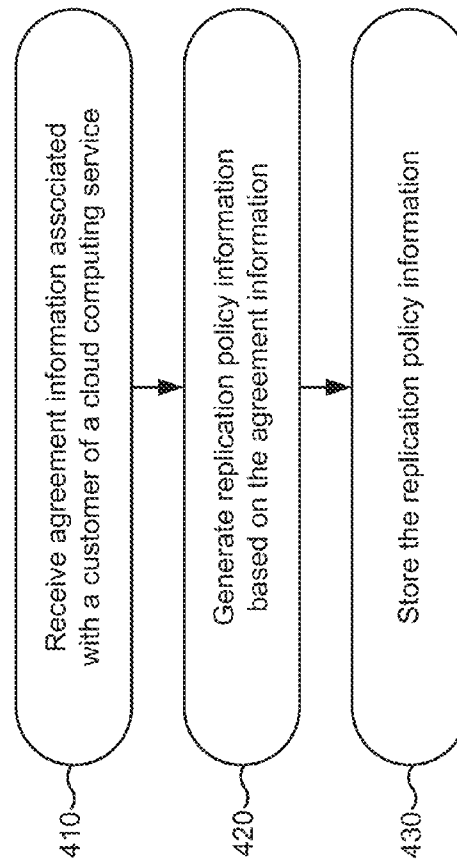 410
Receive agreement information associated
with a customer of a cloud computing service
420
Generate replication policy information
based on the agreement information
430
Store the replication policy information